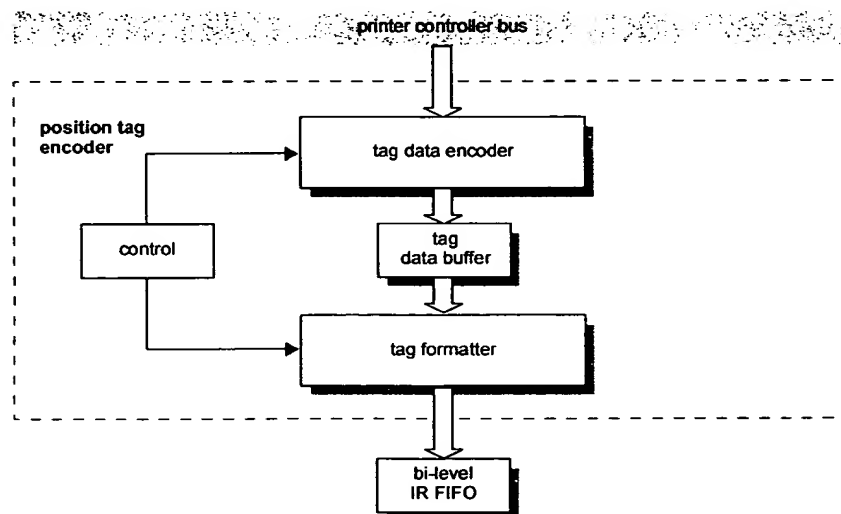 printer controller bus
position tag
encoder
tag data encoder
control
tag
data buffer
tag formatter
bi-level
IR FIFO